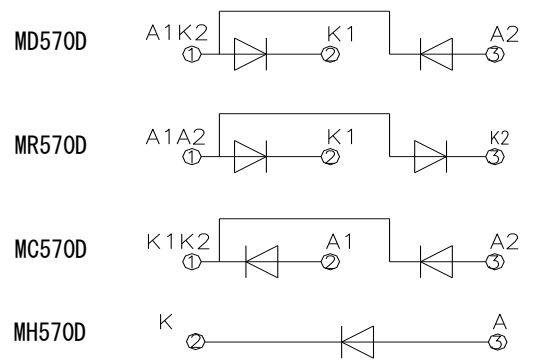 MD570D A1K2 K1 A2
1 2 3
MR570D A1A2 K1 K2
1 2 3
MC570D K1K2 A1 A2
1 2 3
MH570D K A
2 3